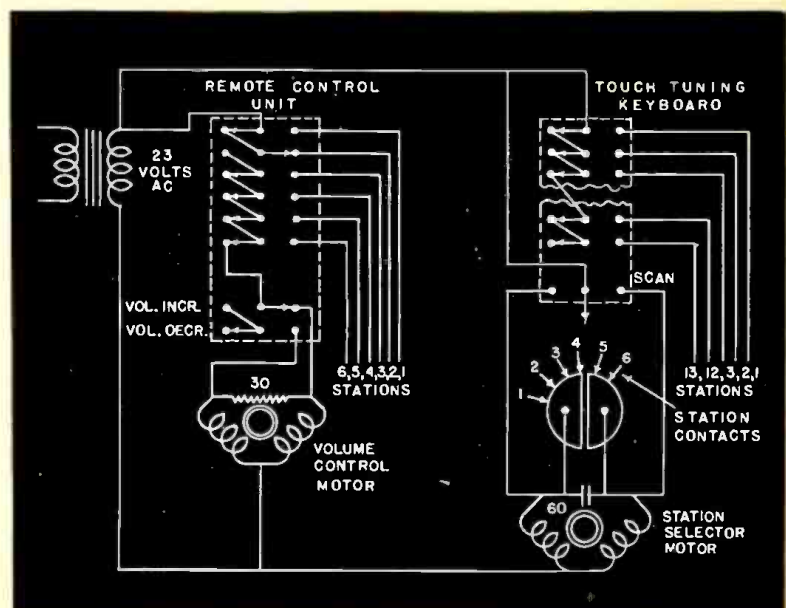 REMOTE CONTROL
UNIT
TOUCH TUNING
KEYBOARD
23
VOLTS
AC
SCAN
VOL. INCR.
VOL. OECR.
6,5,4,3,2,1
STATIONS
13, 12, 3, 2, 1
STATIONS
1
2
3
4
5
6
STATION
CONTACTS
30
VOLUME
CONTROL
MOTOR
60
STATION
SELECTOR
MOTOR